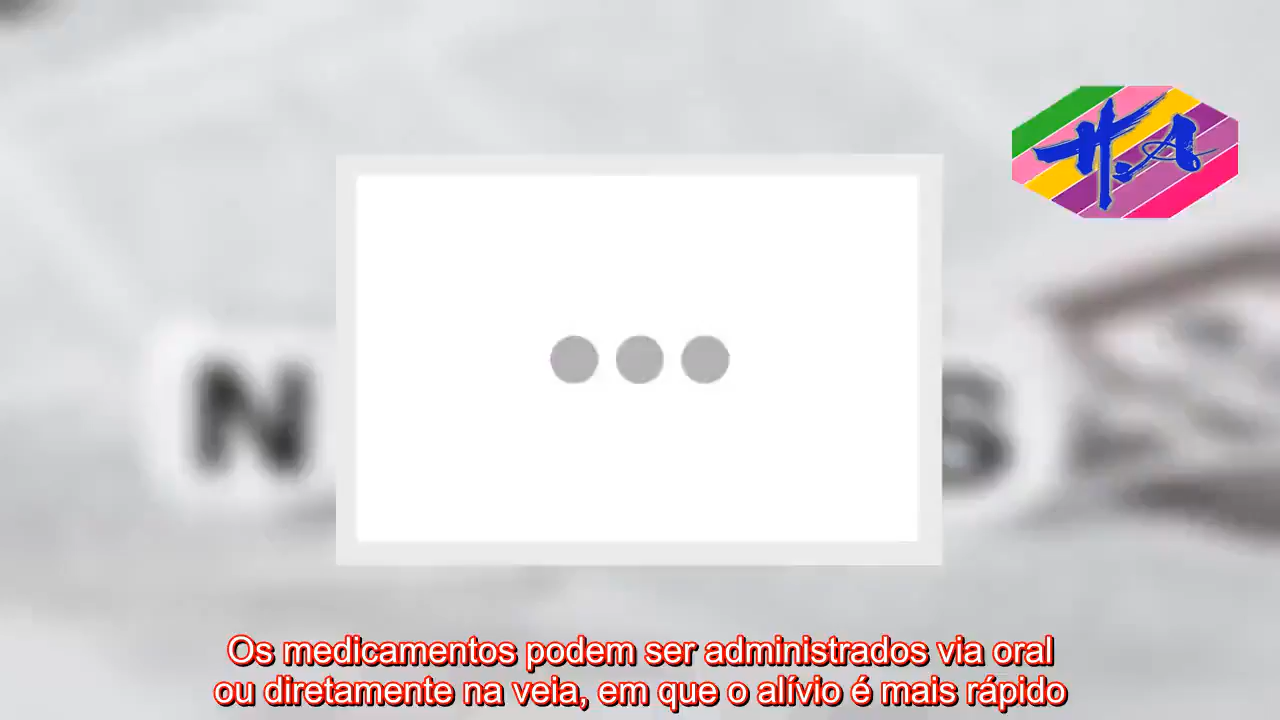 H.A
N
S
Os medicamentos podem ser administrados via oral
ou diretamente na veia, em que o alívio é mais rápido